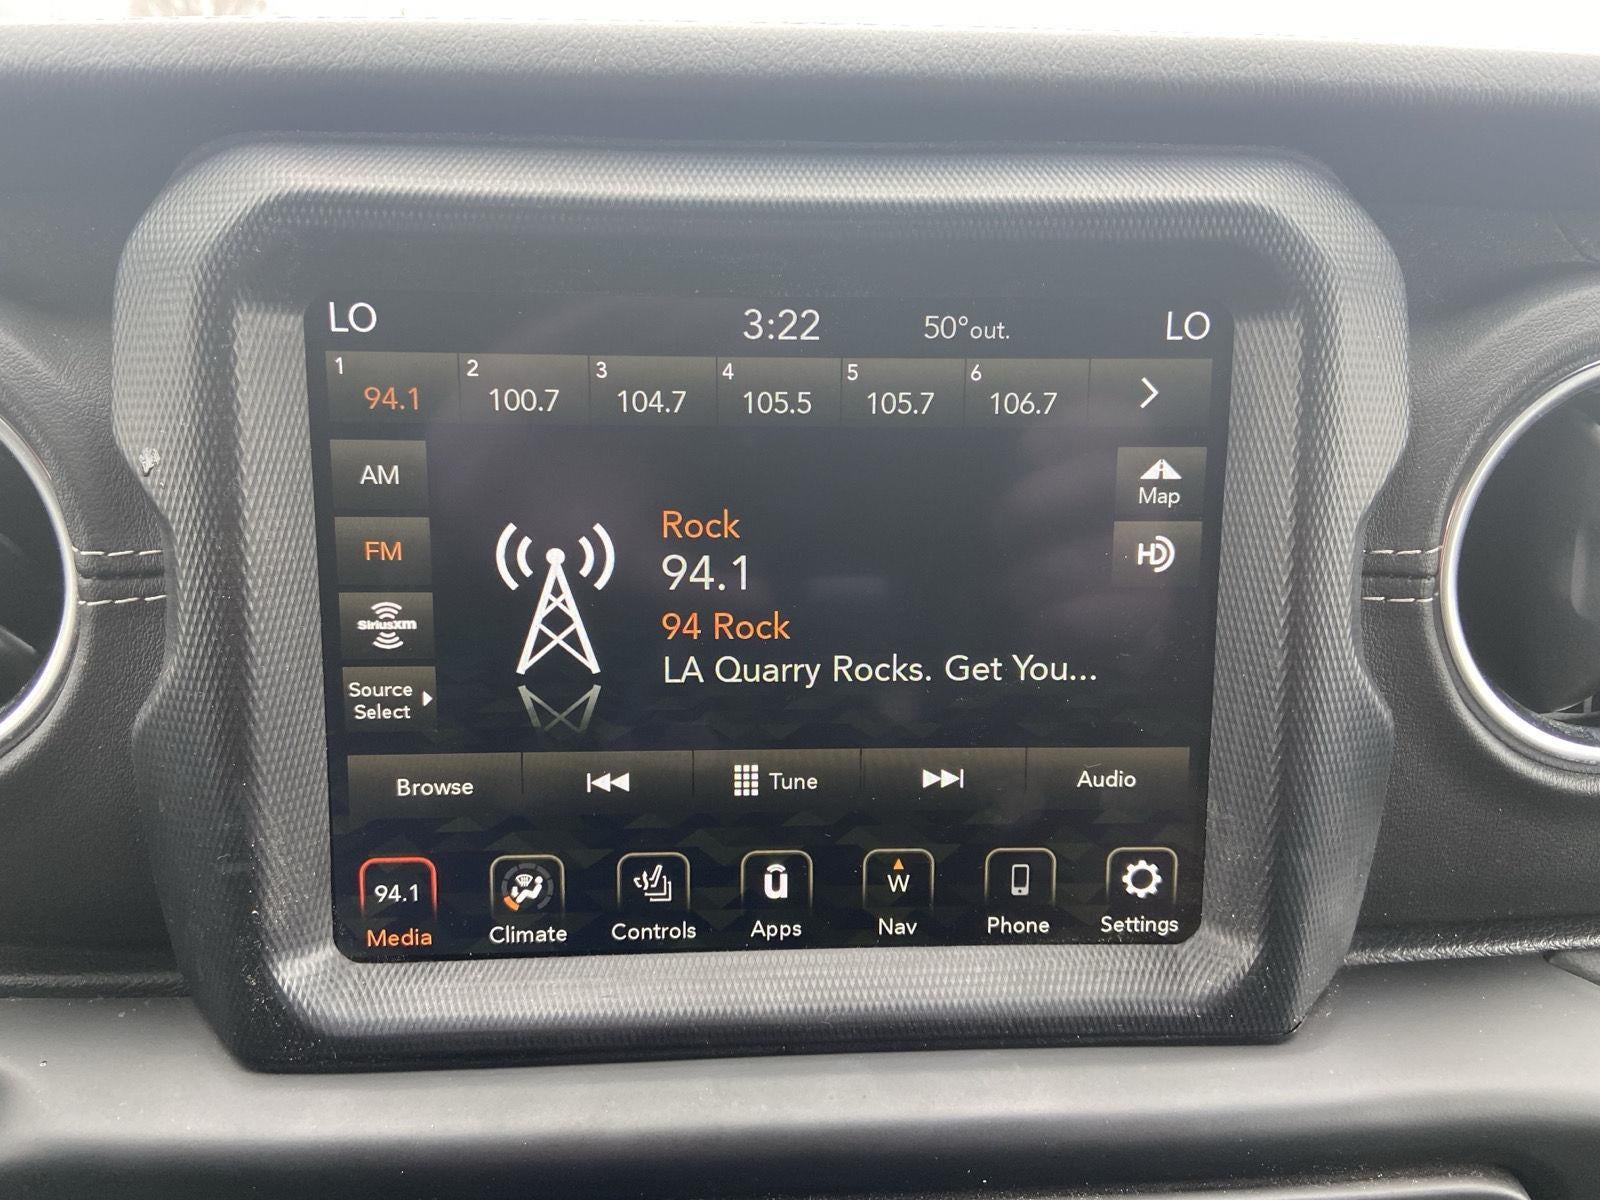 LO 3:22 50°out. LO
1 2 3 4 5 6
94.1 100.7 104.7 105.5 105.7 106.7
AM
FM
SiriusXM
Source
Select
Map
HD
Rock
94.1
94 Rock
LA Quarry Rocks. Get You...
Browse Tune Audio
94.1 û W
Media Climate Controls Apps Nav Phone Settings